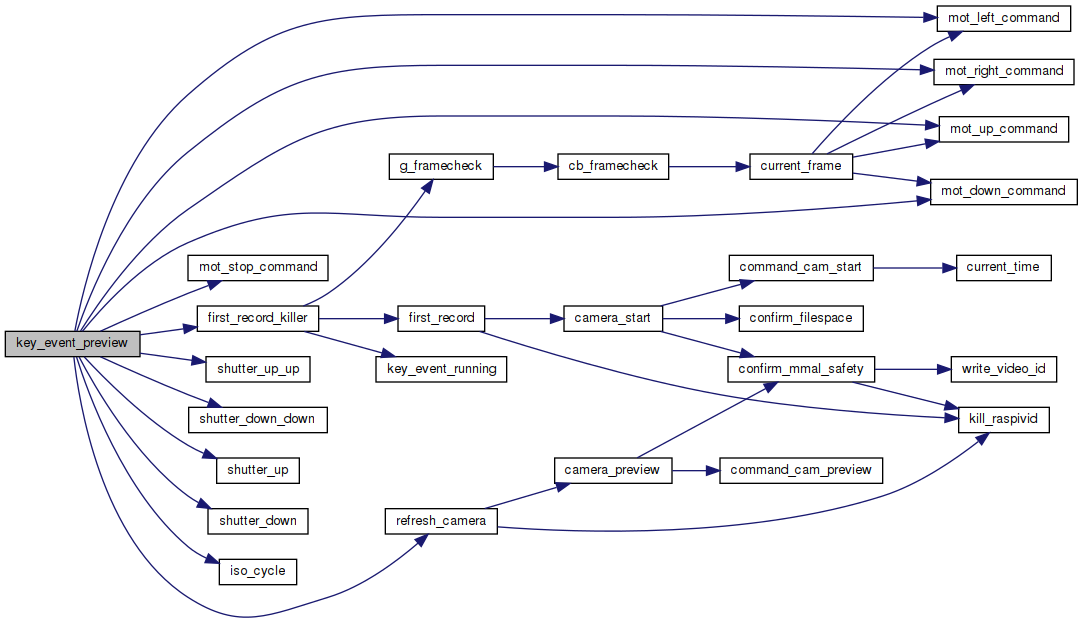 mot_left_command
mot_right_command
mot_up_command
g_framecheck
cb_framecheck
current_frame
mot_down_command
mot_stop_command
command_cam_start
current_time
first_record_killer
first_record
camera_start
confirm_filespace
key_event_preview
shutter_up_up
key_event_running
confirm_mmal_safety
write_video_id
shutter_down_down
kill_raspivid
shutter_up
camera_preview
command_cam_preview
shutter_down
refresh_camera
iso_cycle